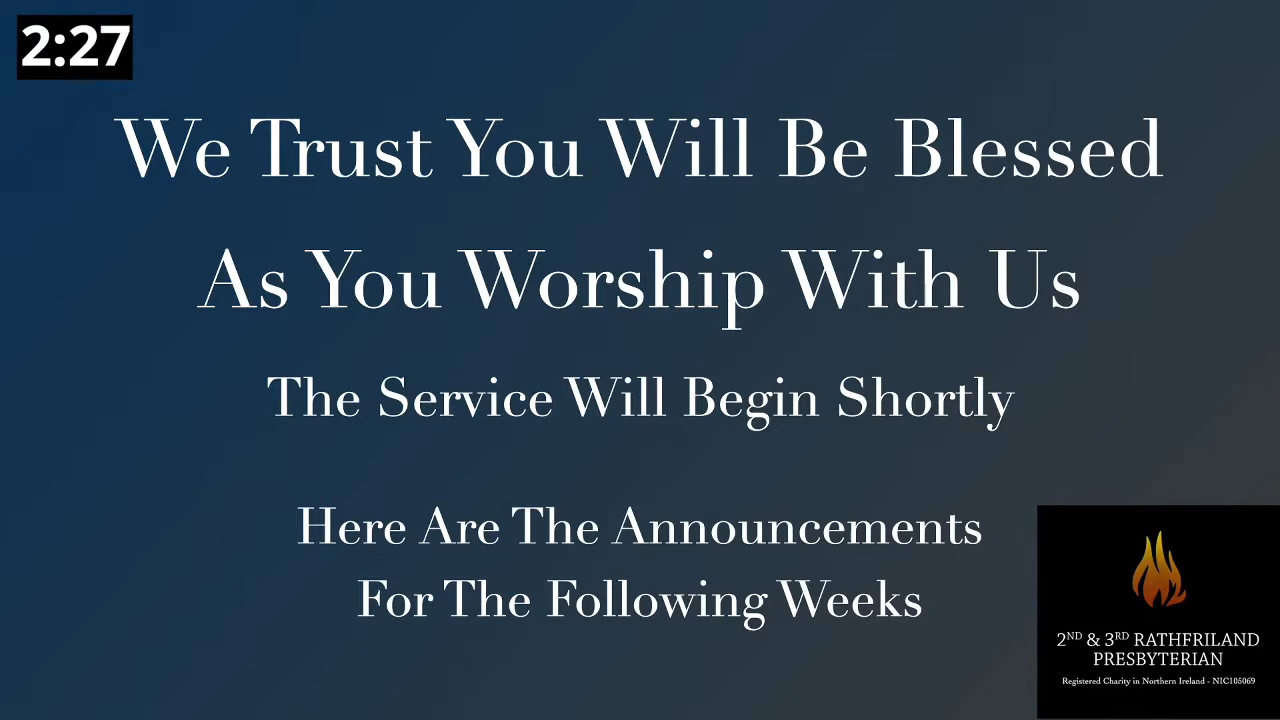 2:27
We Trust You Will Be Blessed
As You Worship With Us
The Service Will Begin Shortly
Here Are The Announcements
For The Following Weeks
2ND & 3RD RATHFRILAND
PRESBYTERIAN
Registered Charity in Northern Ireland - NIC105069